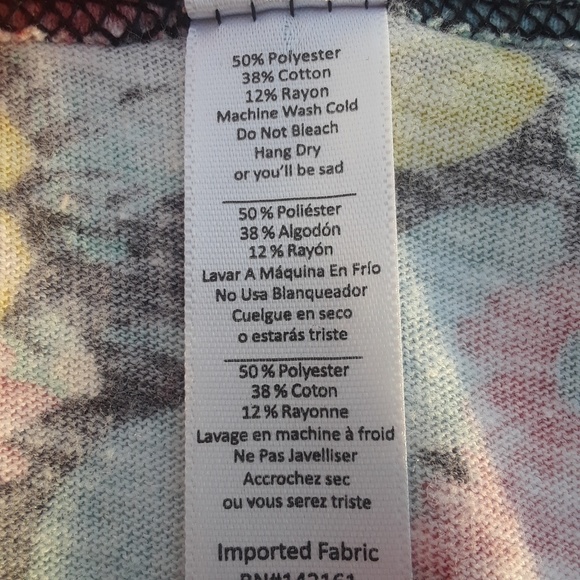 50% Polyester
38% Cotton
12% Rayon
Machine Wash Cold
Do Not Bleach
Hang Dry
or you'll be sad
50 % Poliéster
38 % Algodón
12 % Rayón
Lavar A Máquina En Frío
No Usa Blanqueador
Cuelgue en seco
o estarás triste
50 % Polyester
38 % Coton
12 % Rayonne
Lavage en machine à froid
Ne Pas Javelliser
Accrochez sec
ou vous serez triste
Imported Fabric
RN#142161